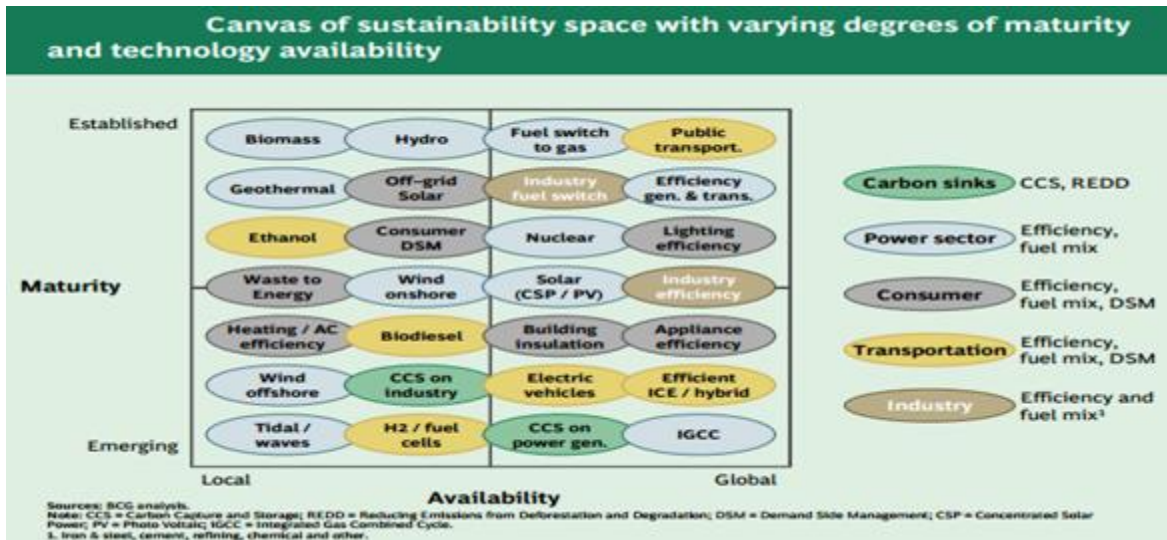 Canvas of sustainability space with varying degrees of maturity
and technology availability
Established
Biomass
Hydro
Fuel switch
to gas
Public
transport.
Geothermal
Off-grid
Solar
Industry
fuel switch
Efficiency
gen. & trans.
Ethanol
Consumer
DSM
Nuclear
Lighting
efficiency
Maturity
Waste to
Energy
Wind
onshore
Solar
(CSP / PV)
Industry
efficiency
Heating / AC
efficiency
Biodiesel
Building
insulation
Appliance
efficiency
Wind
offshore
CCS on
industry
Electric
vehicles
Efficient
ICE / hybrid
Emerging
Tidal /
waves
H2 / fuel
cells
CCS on
power gen.
IGCC
Local
Global
Availability
Carbon sinks
CCS, REDD
Power sector
Efficiency,
fuel mix
Consumer
Efficiency,
fuel mix, DSM
Transportation
Efficiency,
fuel mix, DSM
Industry
Efficiency and
fuel mix¹
Sources: BCG analysis.
Note: CCS = Carbon Capture and Storage; REDD = Reducing Emissions from Deforestation and Degradation; DSM = Demand Side Management; CSP = Concentrated Solar
Power; PV = Photo Voltaic; IGCC = Integrated Gas Combined Cycle.
1. Iron & steel, cement, refining, chemical and other.